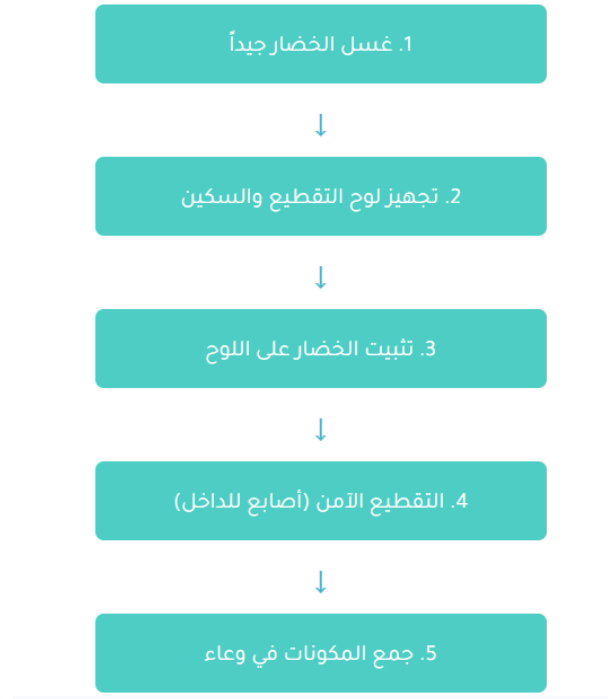 1. غسل الخضار جيداً
↓
2. تجهيز لوح التقطيع والسكين
↓
3. تثبيت الخضار على اللوح
↓
4. التقطيع الآمن (أصابع للداخل)
↓
5. جمع المكونات في وعاء